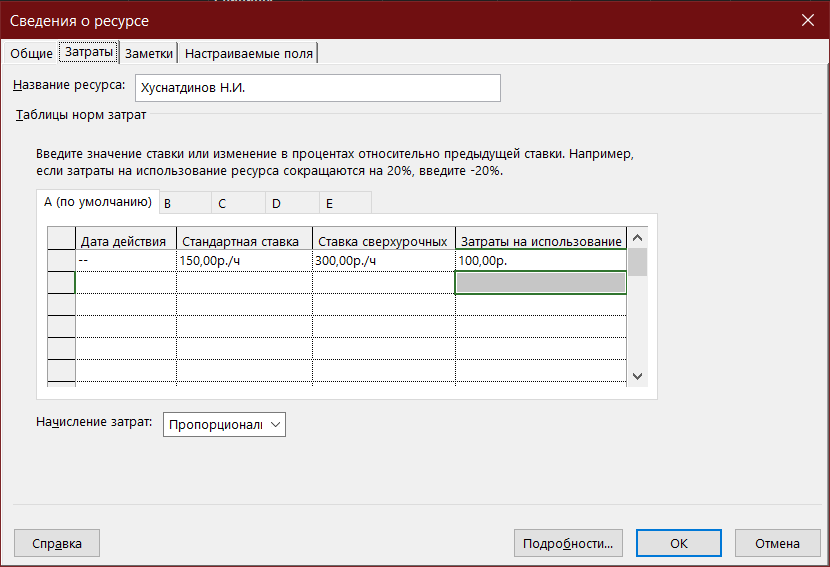 Сведения о ресурсе
Общие Затраты Заметки Настраиваемые поля
Название ресурса: Хуснатдинов Н.И.
Таблицы норм затрат
Введите значение ставки или изменение в процентах относительно предыдущей ставки. Например,
если затраты на использование ресурса сокращаются на 20%, введите -20%.
A (по умолчанию) B C D E
Дата действия Стандартная ставка Ставка сверхурочных Затраты на использование
-- 150,00р./ч 300,00р./ч 100,00р.
Начисление затрат: Пропорционалы
Справка Подробности... ОК Отмена